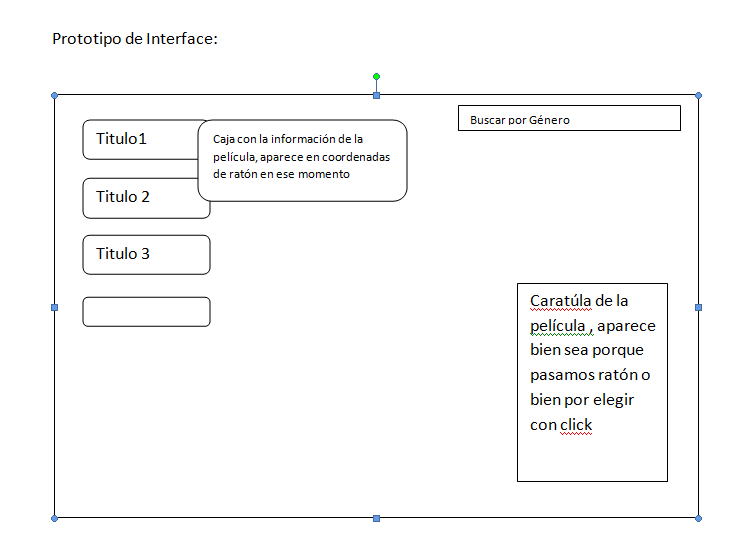 Prototipo de Interface:
Buscar por Género
Titulo1
Caja con la información de la
película, aparece en coordenadas
de ratón en ese momento
Titulo 2
Titulo 3
Caratúla de la
película , aparece
bien sea porque
pasamos ratón o
bien por elegir
con click